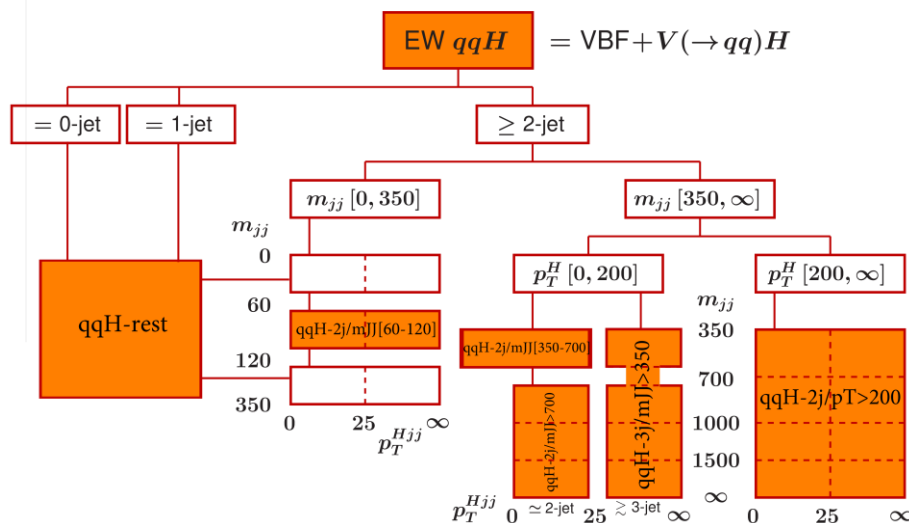 EW qqH = VBF + V(→ qq)H
= 0-jet
= 1-jet
≥ 2-jet
m_jj [0, 350]
m_jj [350, ∞]
m_jj
0
60
120
350
p_T^H [0, 200]
p_T^H [200, ∞]
qqH-rest
qqH-2j/mJJ[60-120]
0 25 ∞
p_T^Hjj
qqH-2j/mJJ[350-700]
qqH-2j/mJJ>700
qqH-3j/mJJ>350
m_jj
350
700
1000
1500
∞
qqH-2j/pT>200
p_T^Hjj 0 ≃ 2-jet 25 ≳ 3-jet ∞
0 25 ∞